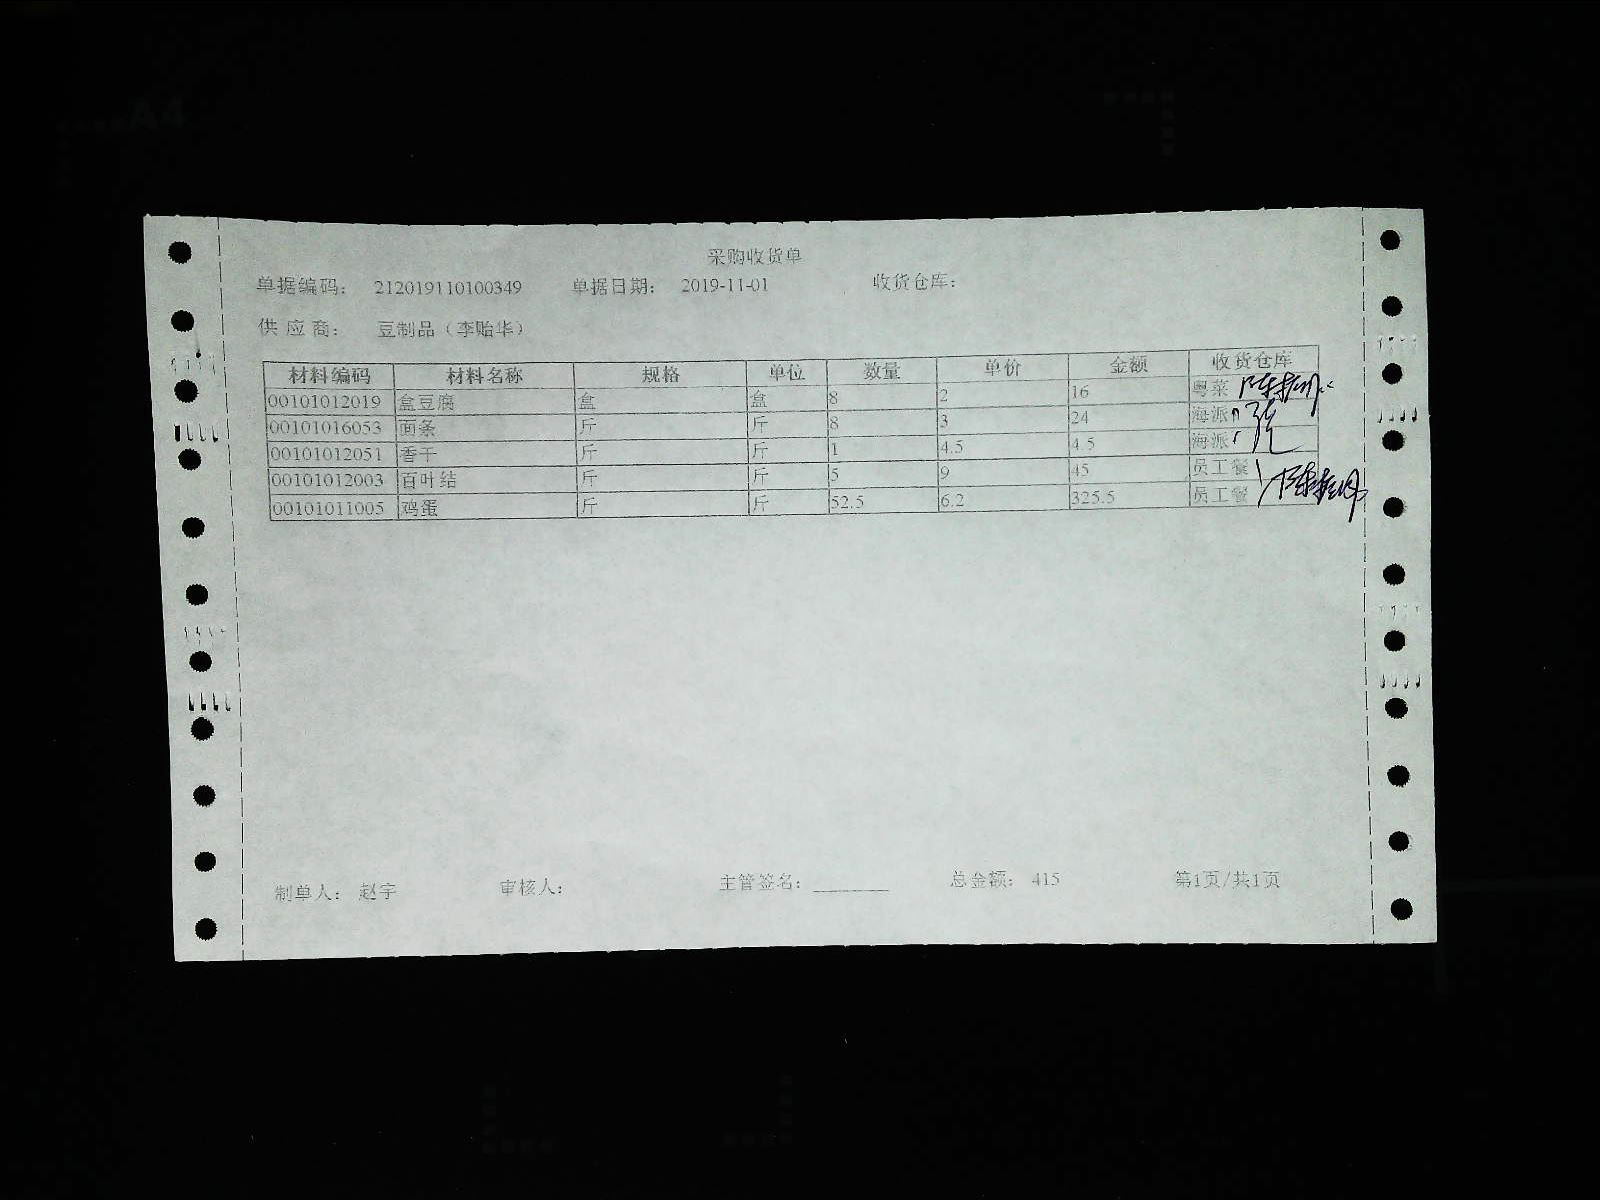 采购收货单
单据编码： 212019110100349 单据日期： 2019-11-01 收货仓库：
供应商： 豆制品（李贻华）
材料编码 材料名称 规格 单位 数量 单价 金额 收货仓库
00101012019 盒豆腐 盒 盒 8 2 16 粤菜
00101016053 面条 斤 斤 8 3 24 海派
00101012051 香干 斤 斤 1 4.5 4.5 海派
00101012003 百叶结 斤 斤 5 9 45 员工餐
00101011005 鸡蛋 斤 斤 52.5 6.2 325.5 员工餐
制单人： 赵宇 审核人： 主管签名：________ 总金额： 415 第1页/共1页